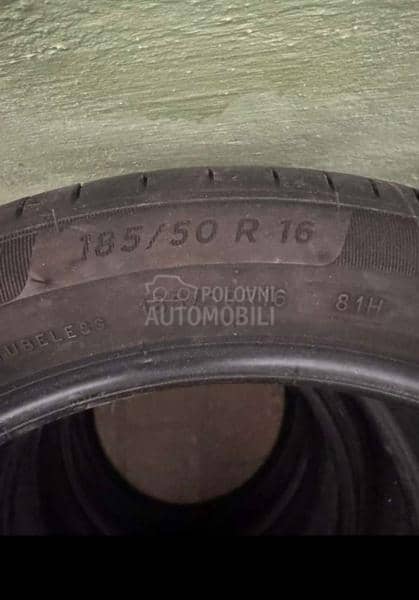 185/50 R 16
POLOVNI
AUTOMOBILI
81H
TUBELESS